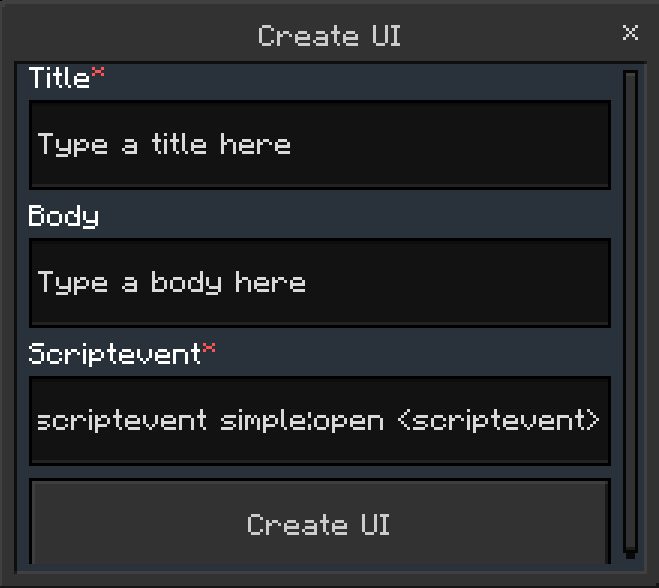 Create UI
×
Title*
Type a title here
Body
Type a body here
Scriptevent*
scriptevent simple:open <scriptevent>
Create UI